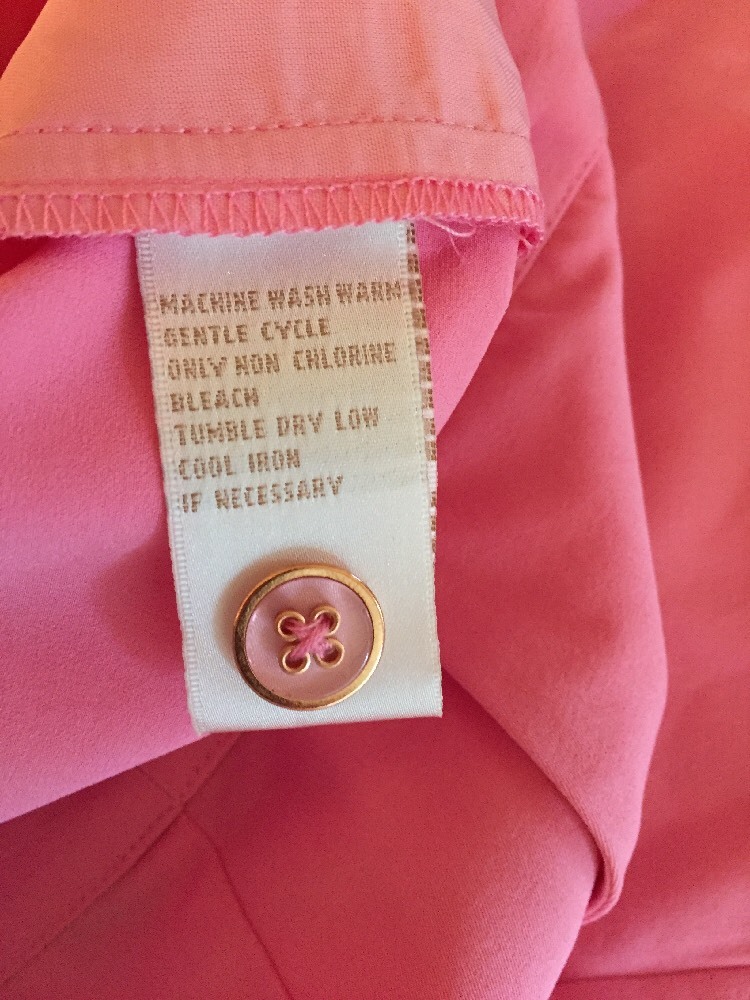 MACHINE WASH WARM
GENTLE CYCLE
ONLY NON CHLORINE
BLEACH
TUMBLE DRY LOW
COOL IRON
IF NECESSARY